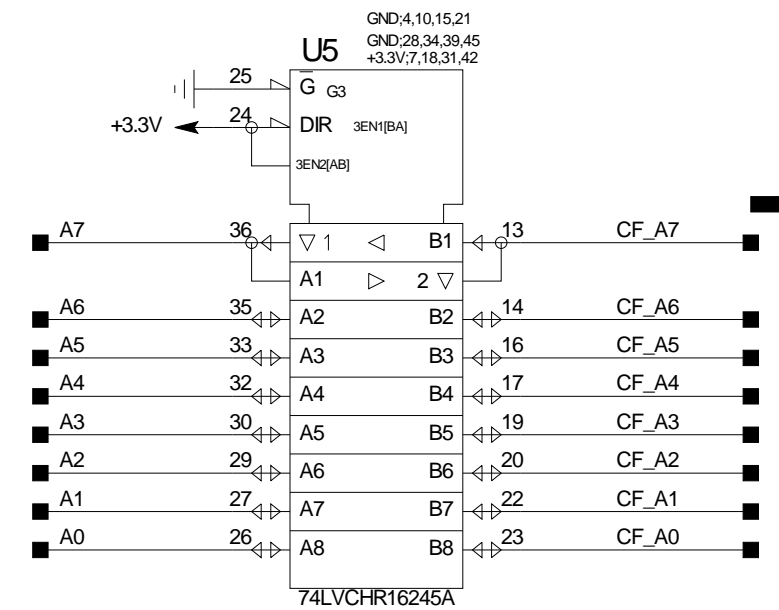 GND;4,10,15,21
U5 GND;28,34,39,45
+3.3V;7,18,31,42
25 G G3
+3.3V 24 DIR 3EN1[BA]
3EN2[AB]
A7 36 1 B1 13 CF_A7
A1 2
A6 35 A2 B2 14 CF_A6
A5 33 A3 B3 16 CF_A5
A4 32 A4 B4 17 CF_A4
A3 30 A5 B5 19 CF_A3
A2 29 A6 B6 20 CF_A2
A1 27 A7 B7 22 CF_A1
A0 26 A8 B8 23 CF_A0
74LVCHR16245A